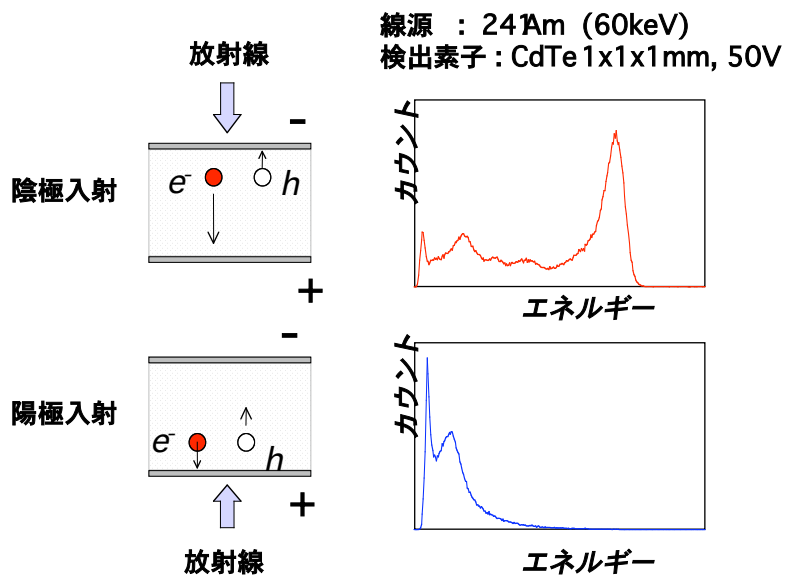 線源 : 241Am (60keV)
検出素子 : CdTe 1x1x1mm, 50V
放射線
-
陰極入射
e-
h
+
カウント
エネルギー
-
陽極入射
e-
h
+
放射線
カウント
エネルギー